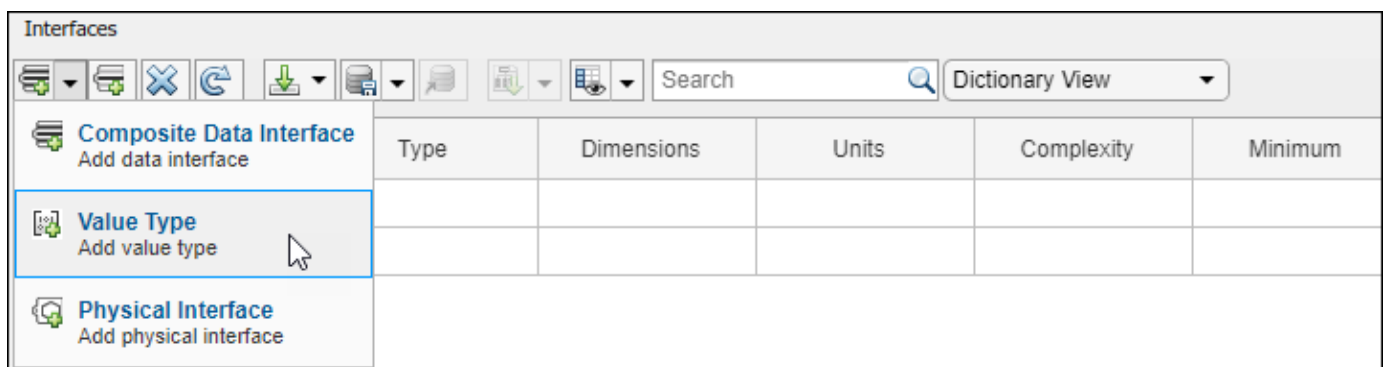 Interfaces
Search
Dictionary View
Composite Data Interface
Add data interface
Type Dimensions Units Complexity Minimum
Value Type
Add value type
Physical Interface
Add physical interface